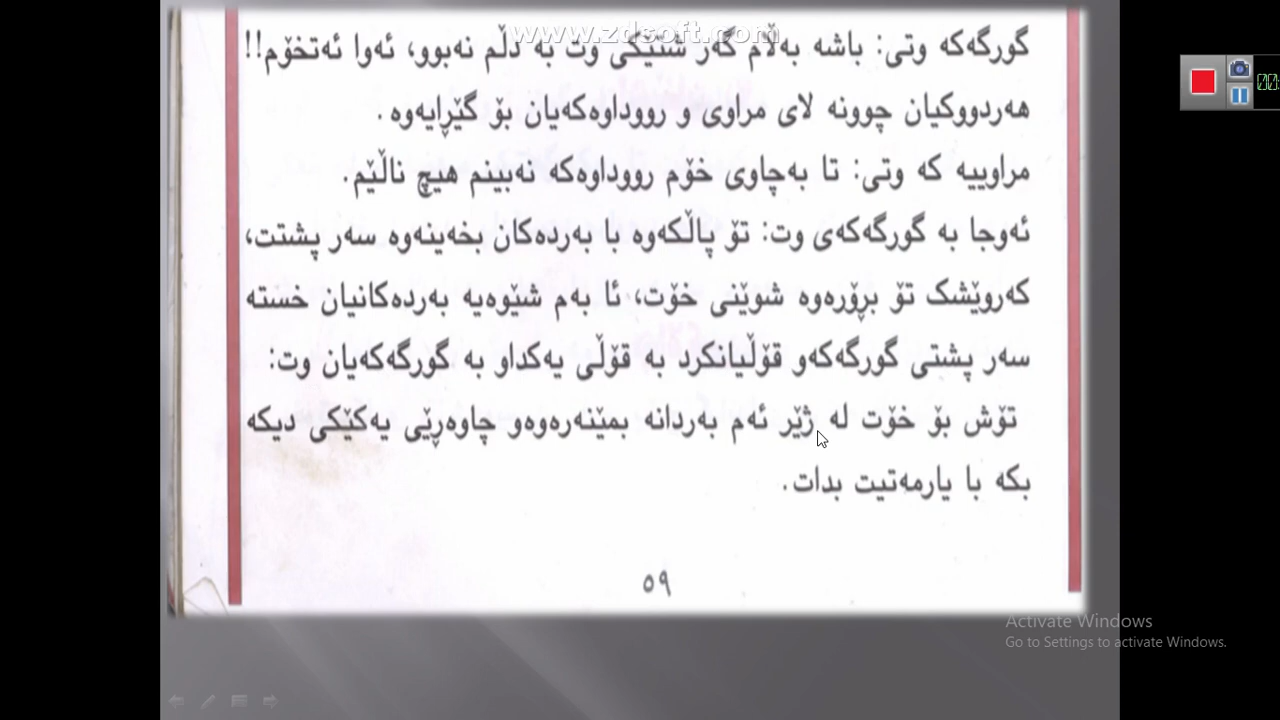 www.zdsoft.com
گورگەکە وتی: باشە بەڵام گەر شتێکی وت بە دڵم نەبوو، ئەوا ئەتخۆم!!
هەردووکیان چوونە لای مراوی و رووداوەکەیان بۆ گێڕایەوە .
مراوییە کە وتی: تا بەچاوی خۆم رووداوەکە نەبینم هیچ ناڵێم.
ئەوجا بە گورگەکەی وت: تۆ پاڵکەوە با بەردەکان بخەینەوە سەر پشتت،
کەروێشک تۆ بڕۆرەوە شوێنی خۆت، ئا بەم شێوەیە بەردەکانیان خستە
سەر پشتی گورگەکەو قۆڵیانکرد بە قۆڵی یەکداو بە گورگەکەیان وت:
تۆش بۆ خۆت لە ژێر ئەم بەردانە بمێنەرەوەو چاوەڕێی یەکێکی دیکە
بکە با یارمەتیت بدات.
٥٩
Activate Windows
Go to Settings to activate Windows.